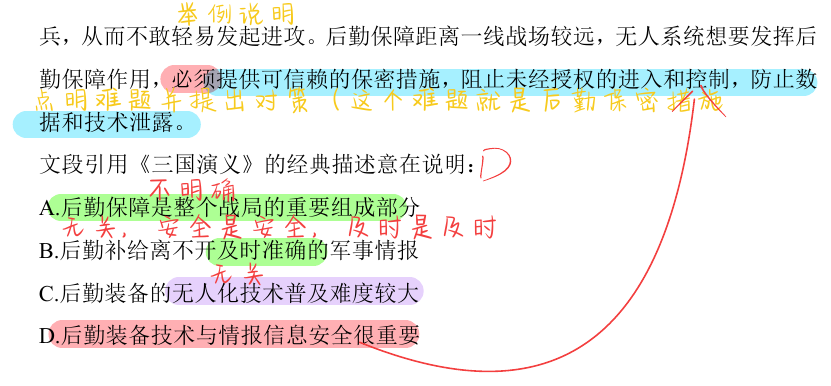 举例说明
兵，从而不敢轻易发起进攻。后勤保障距离一线战场较远，无人系统想要发挥后
勤保障作用，必须提供可信赖的保密措施，阻止未经授权的进入和控制，防止数
点明难题并提出对策（这个难题就是后勤保密措施
据和技术泄露。
文段引用《三国演义》的经典描述意在说明：D
不明确
A.后勤保障是整个战局的重要组成部分
无关，安全是安全，及时是及时
B.后勤补给离不开及时准确的军事情报
无关
C.后勤装备的无人化技术普及难度较大
D.后勤装备技术与情报信息安全很重要